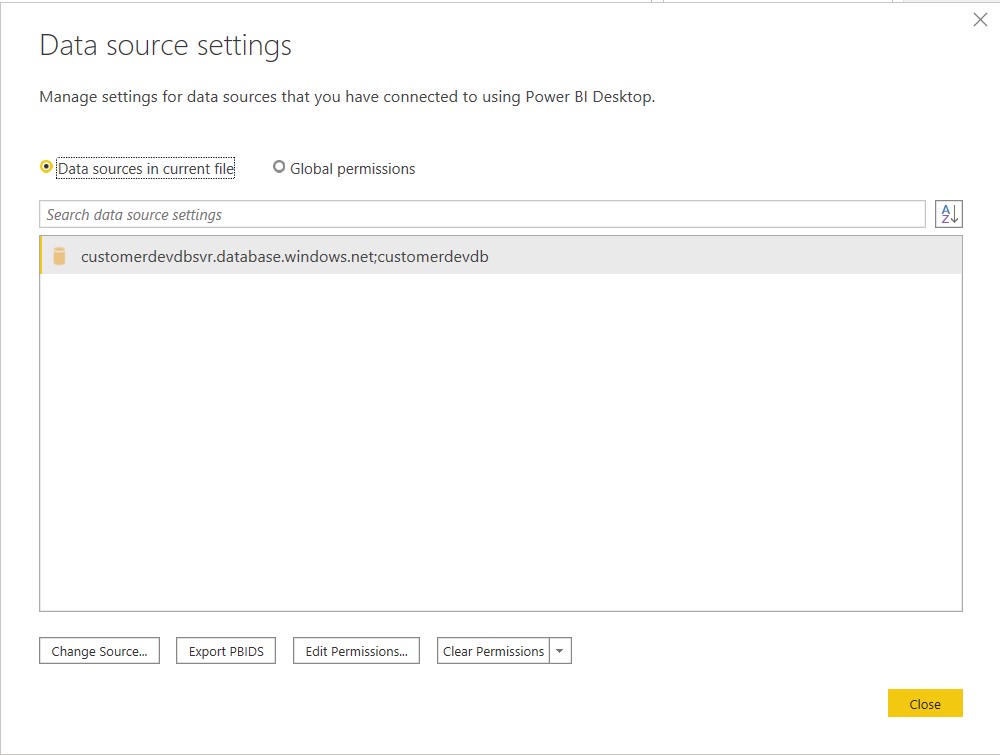 Data source settings
Manage settings for data sources that you have connected to using Power BI Desktop.
Data sources in current file Global permissions
Search data source settings
A
Z
customerdevdbsvr.database.windows.net;customerdevdb
Change Source... Export PBIDS Edit Permissions... Clear Permissions
Close